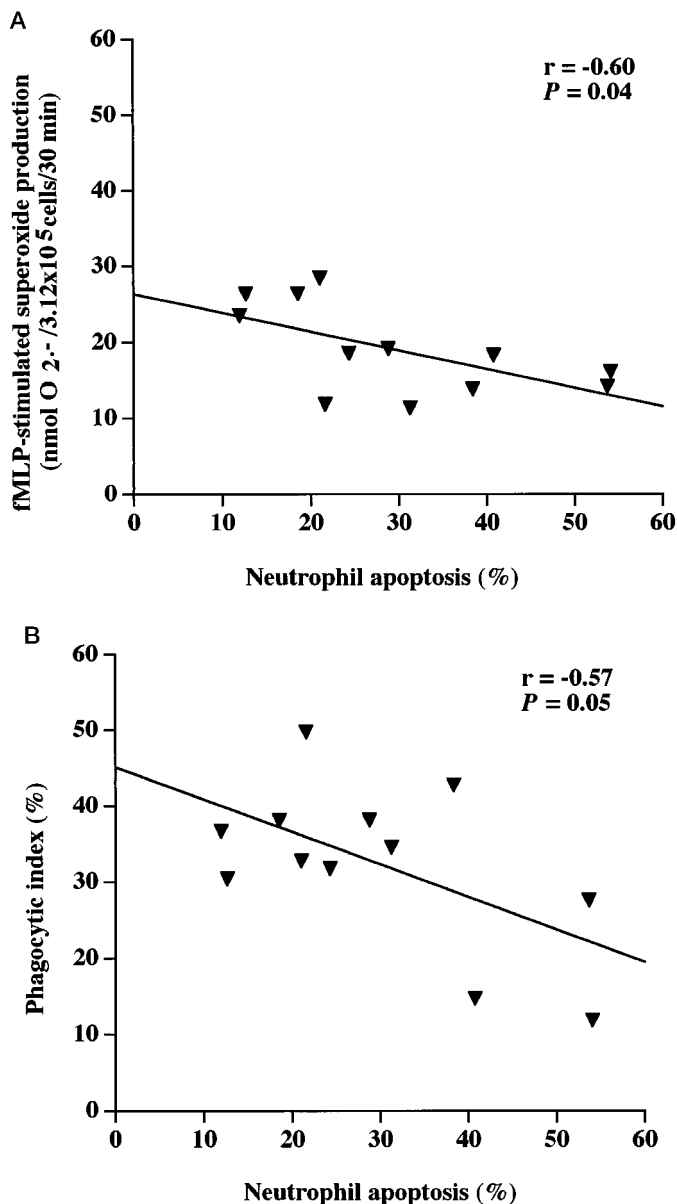 A
60
50
40
30
20
10
0
fMLP-stimulated superoxide production
(nmol O 2.- /3.12x10 5 cells/30 min)
r = -0.60
P = 0.04
0 10 20 30 40 50 60
Neutrophil apoptosis (%)
B
60
50
40
30
20
10
0
Phagocytic index (%)
r = -0.57
P = 0.05
0 10 20 30 40 50 60
Neutrophil apoptosis (%)